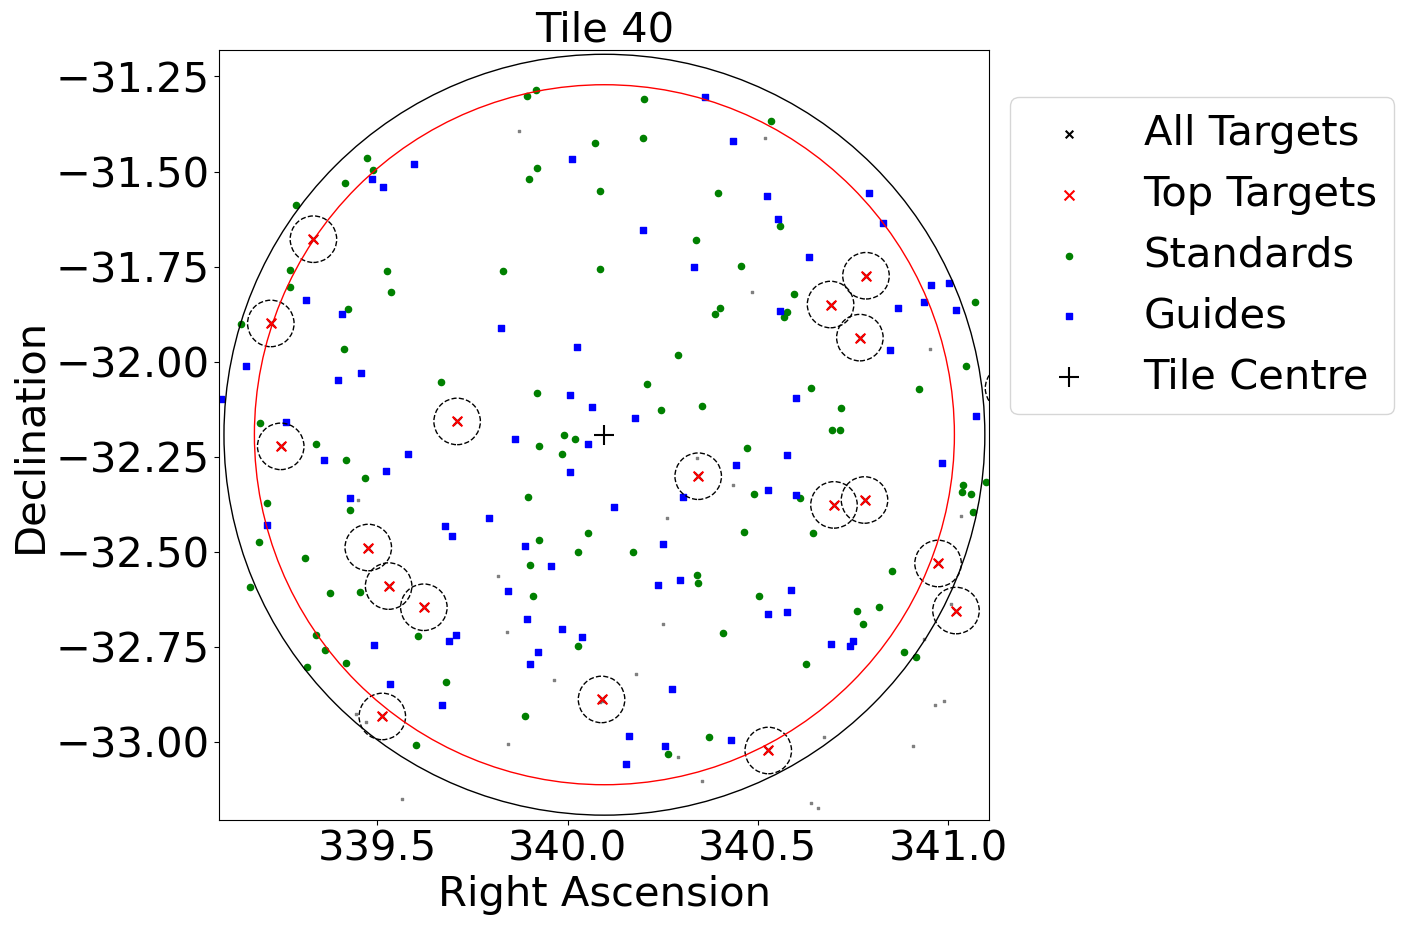 Tile 40
−31.25
−31.50
−31.75
−32.00
−32.25
−32.50
−32.75
−33.00
Declination
339.5 340.0 340.5 341.0
Right Ascension
All Targets
Top Targets
Standards
Guides
Tile Centre